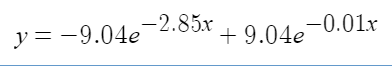 y = −9.04e^{−2.85x} + 9.04e^{−0.01x}